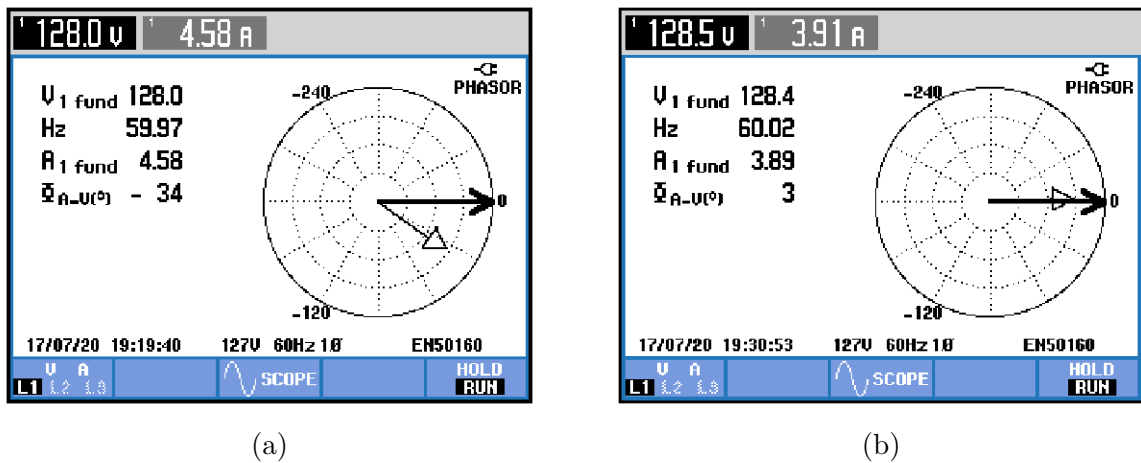 1 128.0 V 1 4.58 A
PHASOR
V1 fund 128.0
Hz 59.97
A1 fund 4.58
ΦA-V(°) - 34
-240
0
-120
17/07/20 19:19:40 127V 60Hz 1Ø EN50160
V A
L1 L2 L3
SCOPE
HOLD
RUN
(a)
1 128.5 V 1 3.91 A
PHASOR
V1 fund 128.4
Hz 60.02
A1 fund 3.89
ΦA-V(°) 3
-240
0
-120
17/07/20 19:30:53 127V 60Hz 1Ø EN50160
V A
L1 L2 L3
SCOPE
HOLD
RUN
(b)